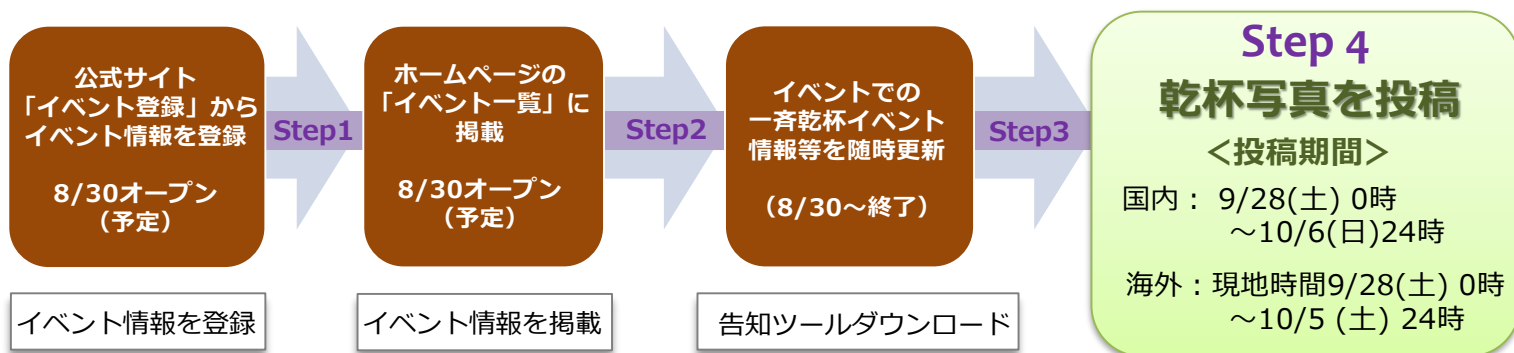 公式サイト
「イベント登録」から
イベント情報を登録
8/30オープン
（予定）
イベント情報を登録
Step1
ホームページの
「イベント一覧」に
掲載
8/30オープン
（予定）
イベント情報を掲載
Step2
イベントでの
一斉乾杯イベント
情報等を随時更新
（8/30～終了）
告知ツールダウンロード
Step3
Step 4
乾杯写真を投稿
＜投稿期間＞
国内： 9/28(土) 0時
～10/6(日)24時
海外：現地時間9/28(土) 0時
～10/5 (土) 24時